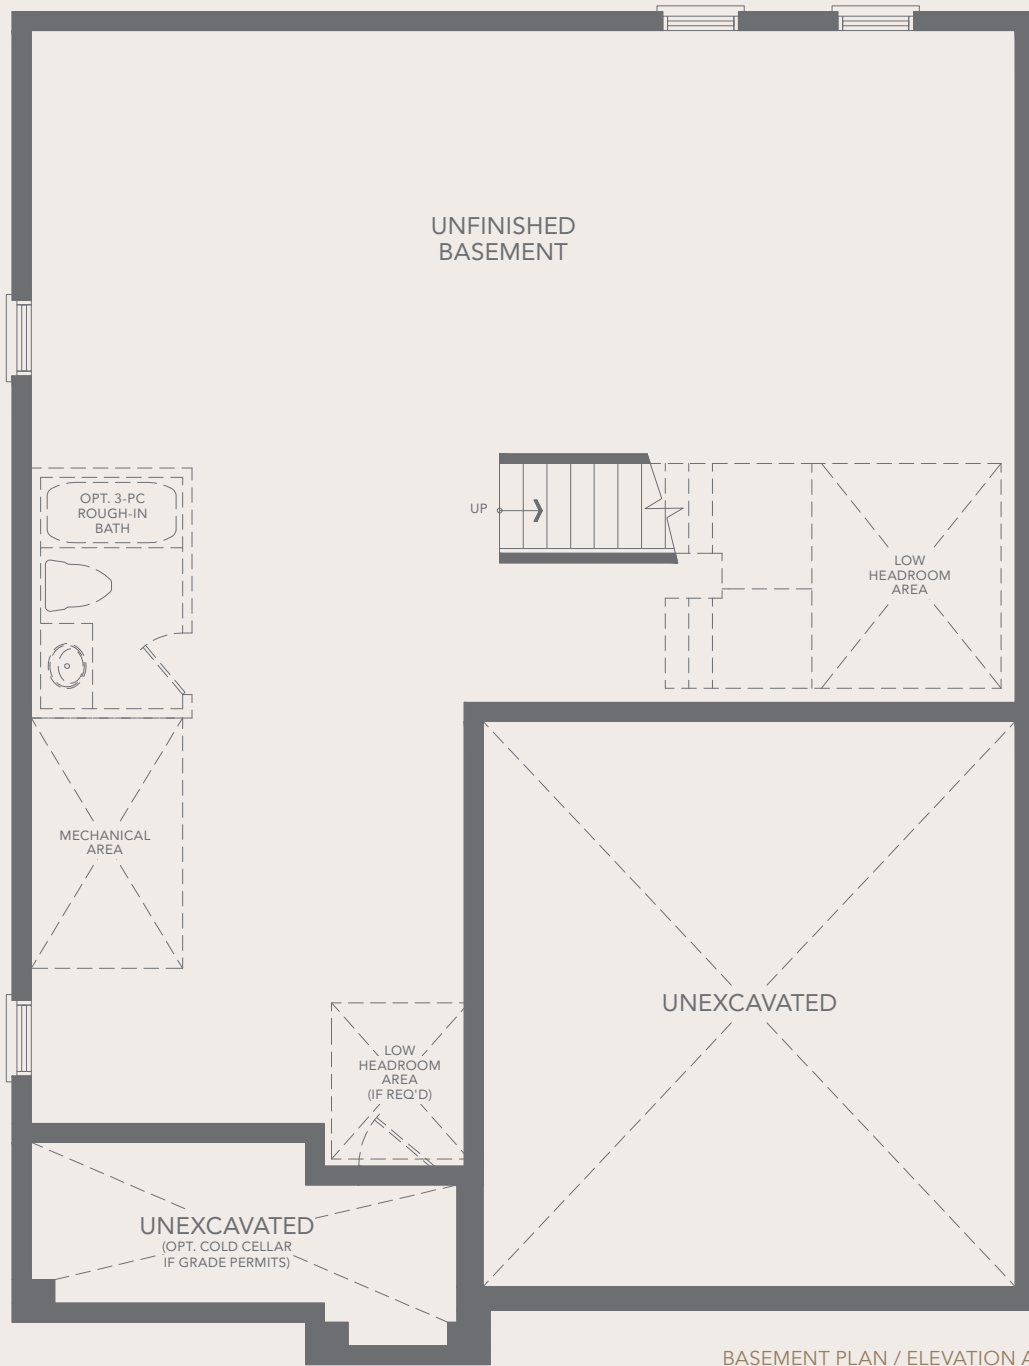 UNFINISHED
BASEMENT
UP
OPT. 3-PC
ROUGH-IN
BATH
LOW
HEADROOM
AREA
MECHANICAL
AREA
UNEXCAVATED
LOW
HEADROOM
AREA
(IF REQ'D)
UNEXCAVATED
(OPT. COLD CELLAR
IF GRADE PERMITS)
BASEMENT PLAN / ELEVATION A